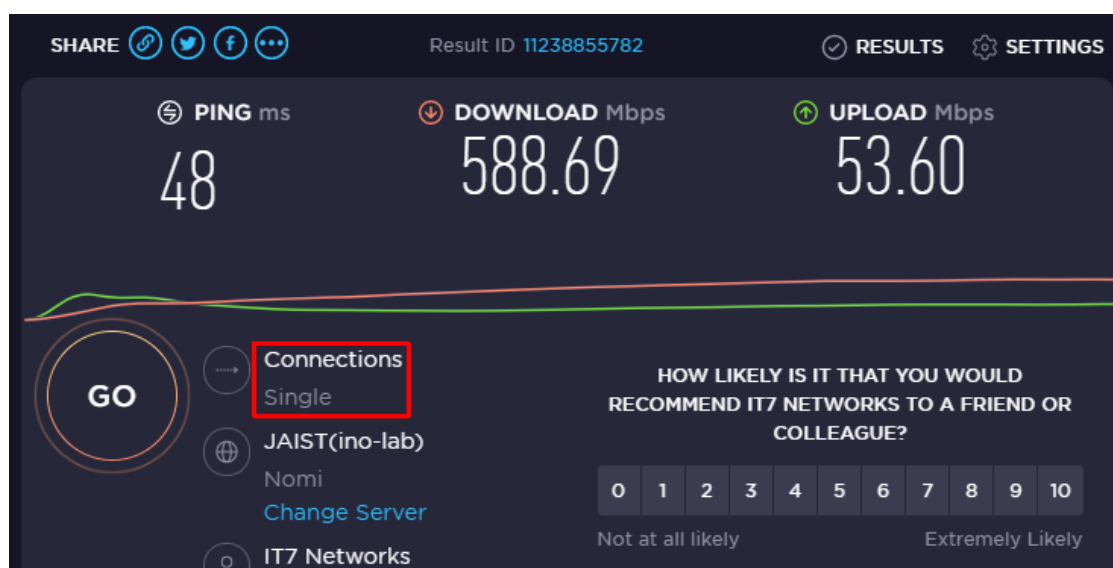 SHARE Result ID 11238855782 RESULTS SETTINGS
PING ms DOWNLOAD Mbps UPLOAD Mbps
48 588.69 53.60
GO
Connections
Single
JAIST(ino-lab)
Nomi
Change Server
IT7 Networks
HOW LIKELY IS IT THAT YOU WOULD
RECOMMEND IT7 NETWORKS TO A FRIEND OR
COLLEAGUE?
0 1 2 3 4 5 6 7 8 9 10
Not at all likely Extremely Likely